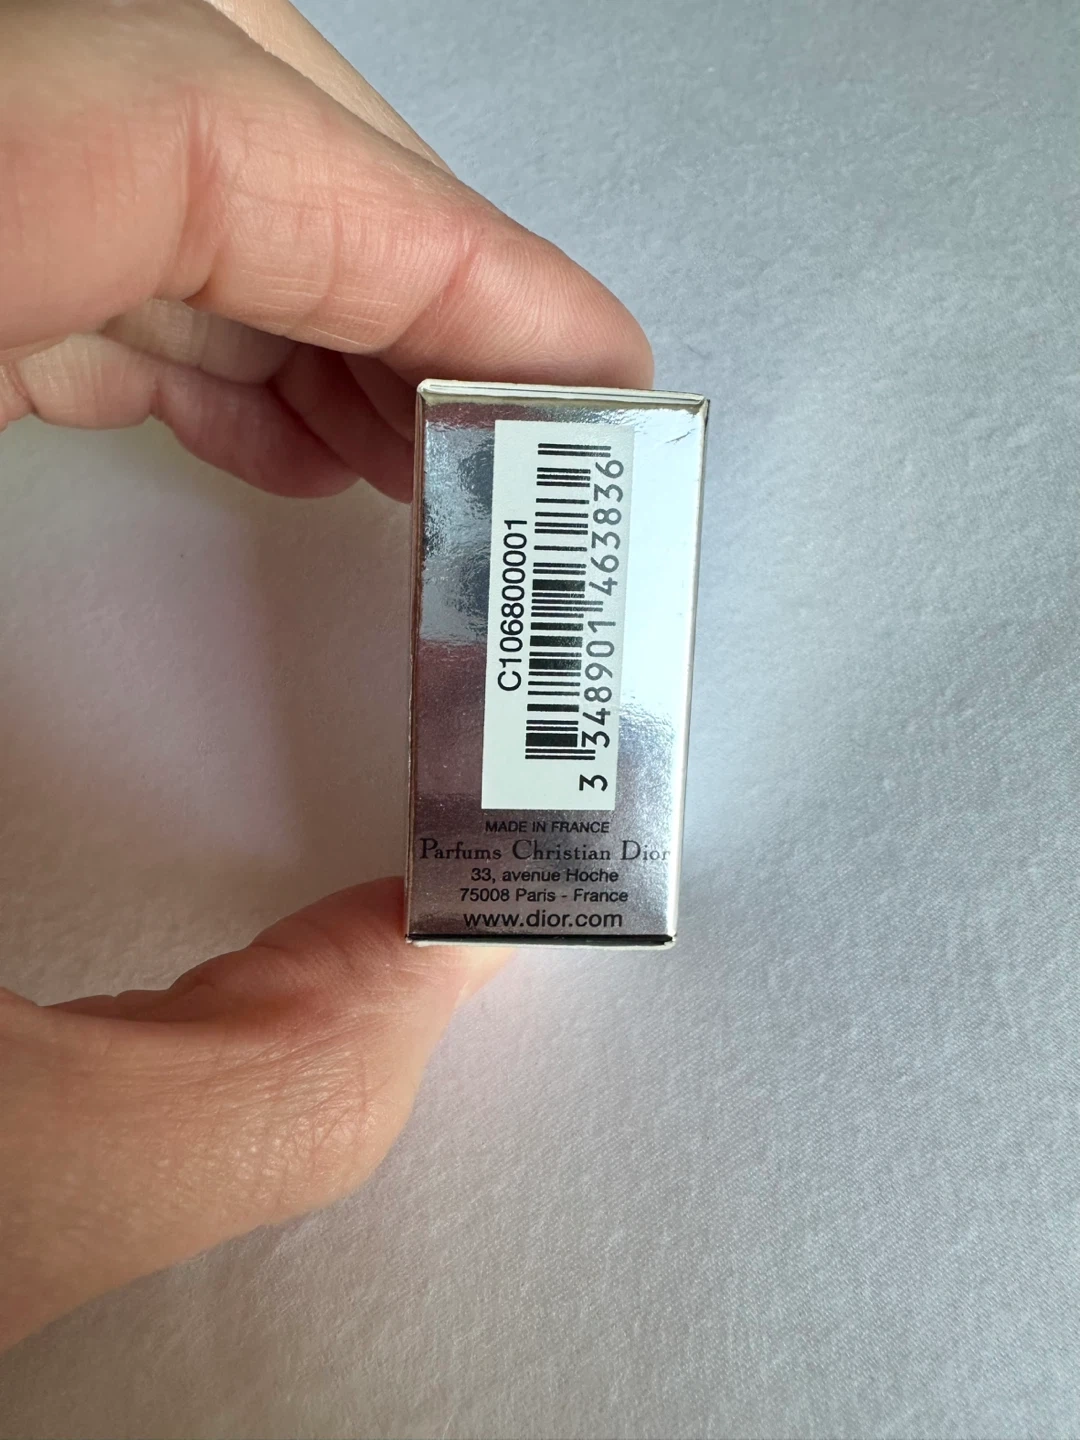 C106800001
3 348901 463836
MADE IN FRANCE
Parfums Christian Dior
33, avenue Hoche
75008 Paris - France
www.dior.com